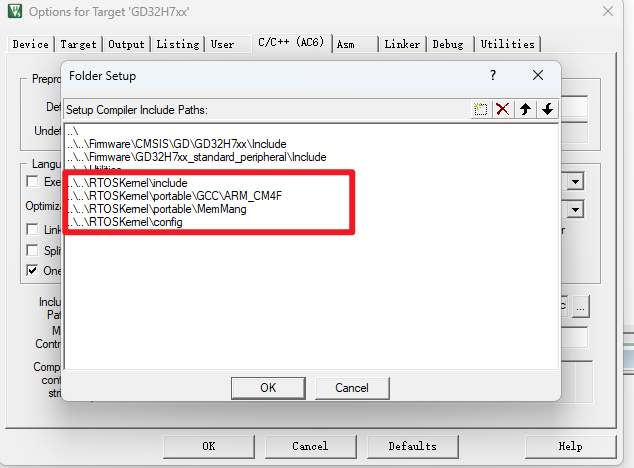 Options for Target 'GD32H7xx'
Device Target Output Listing User C/C++ (AC6) Asm Linker Debug Utilities
Folder Setup
Setup Compiler Include Paths:
..\
..\..\Firmware\CMSIS\GD\GD32H7xx\Include
..\..\Firmware\GD32H7xx_standard_peripheral\Include
..\..\Utilities
..\..\RTOSKernel\include
..\..\RTOSKernel\portable\GCC\ARM_CM4F
..\..\RTOSKernel\portable\MemMang
..\..\RTOSKernel\config
Prepro
Def
Undef
Langu
Exe
Optimiza
Link
Split
One
Inclu
Pat
M
Contr
Comp
cont
stri
...
OK Cancel
OK Cancel Defaults Help